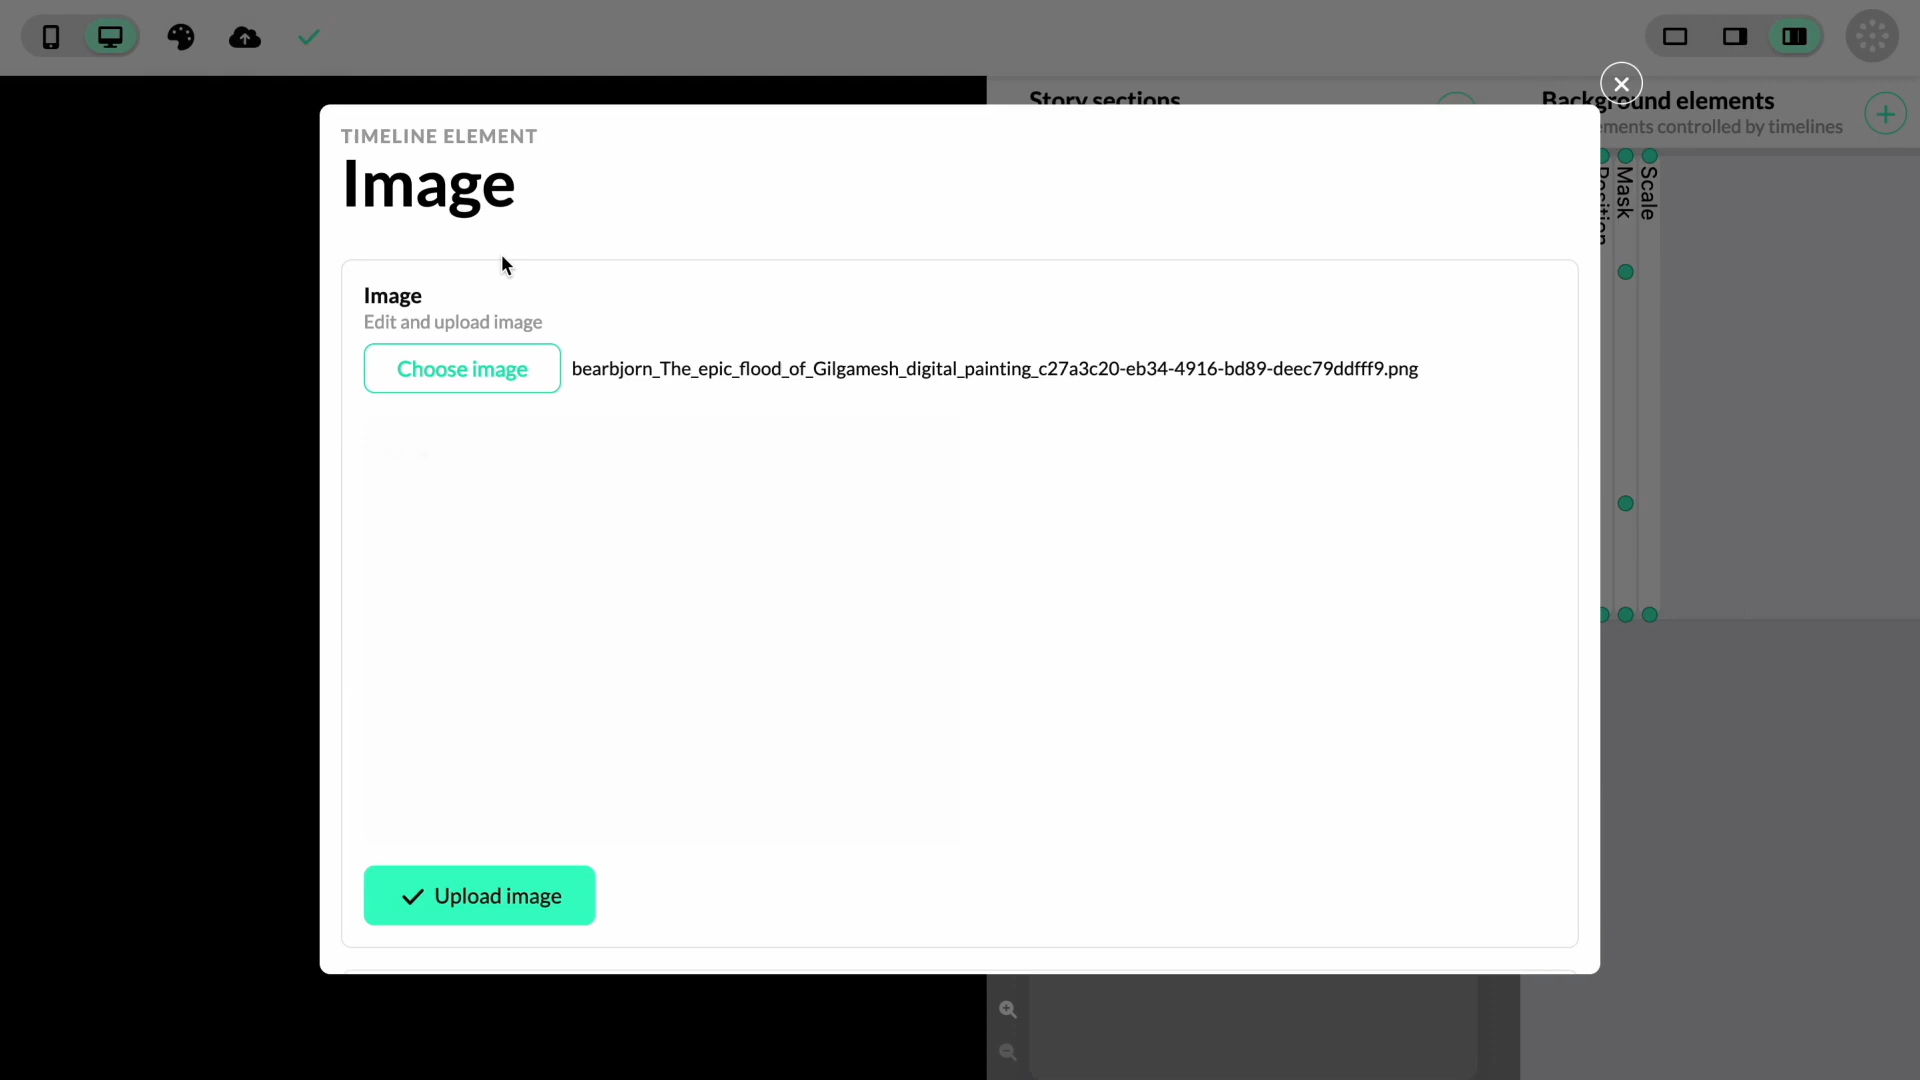 Story sections
Background elements
ments controlled by timelines
TIMELINE ELEMENT
Image
Image
Edit and upload image
Choose image
bearbjorn_The_epic_flood_of_Gilgamesh_digital_painting_c27a3c20-eb34-4916-bd89-deec79ddfff9.png
Upload image
Position
Mask
Scale